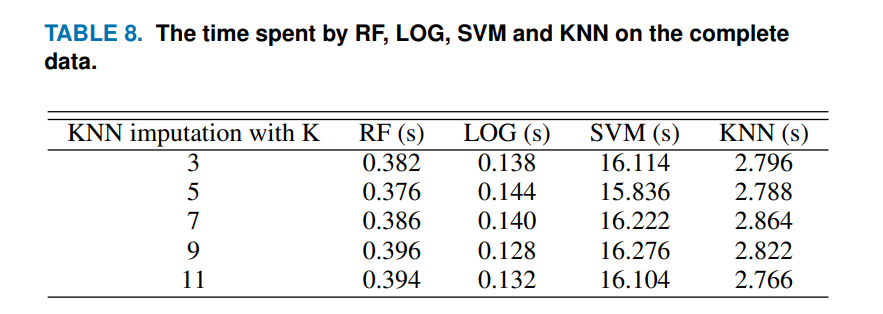 TABLE 8. The time spent by RF, LOG, SVM and KNN on the complete
data.
KNN imputation with K RF (s) LOG (s) SVM (s) KNN (s)
3 0.382 0.138 16.114 2.796
5 0.376 0.144 15.836 2.788
7 0.386 0.140 16.222 2.864
9 0.396 0.128 16.276 2.822
11 0.394 0.132 16.104 2.766